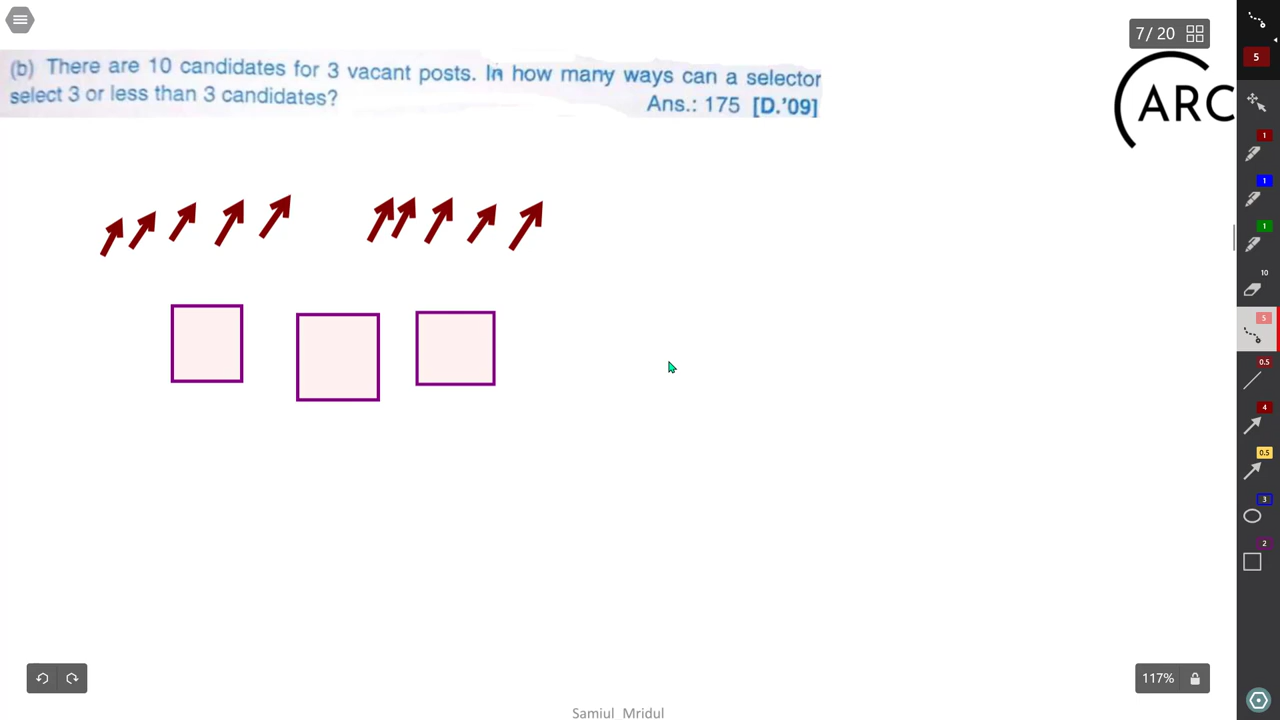 7/ 20
(b) There are 10 candidates for 3 vacant posts. In how many ways can a selector
select 3 or less than 3 candidates?
Ans.: 175 [D.'09]
ARC
5
1
1
1
10
5
0.5
4
0.5
3
2
117%
Samiul_Mridul